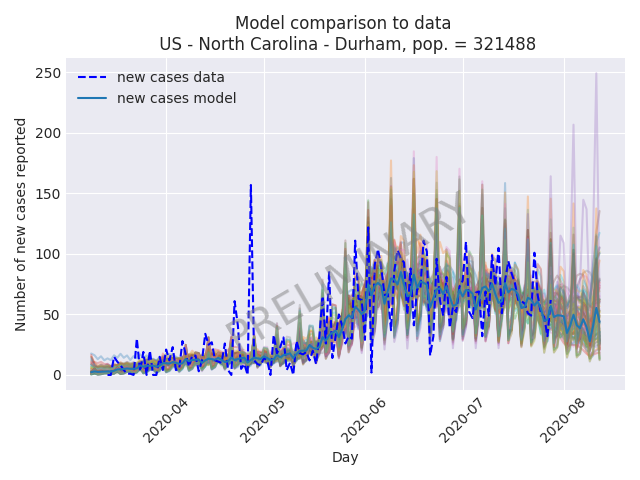 Model comparison to data
US - North Carolina - Durham, pop. = 321488
new cases data
new cases model
PRELIMINARY
Number of new cases reported
250
200
150
100
50
0
2020-04
2020-05
2020-06
2020-07
2020-08
Day